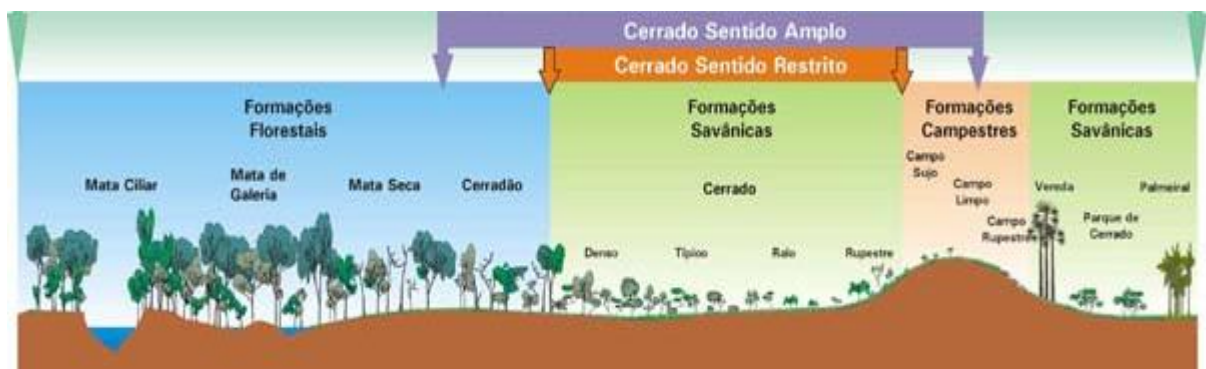 Cerrado Sentido Amplo
Cerrado Sentido Restrito
Formações
Florestais
Formações
Savânicas
Formações
Campestres
Formações
Savânicas
Mata Ciliar
Mata de
Galeria
Mata Seca
Cerradão
Cerrado
Denso
Típico
Ralo
Rupestre
Campo
Sujo
Campo
Limpo
Campo
Rupestre
Vereda
Parque de
Cerrado
Palmeiral